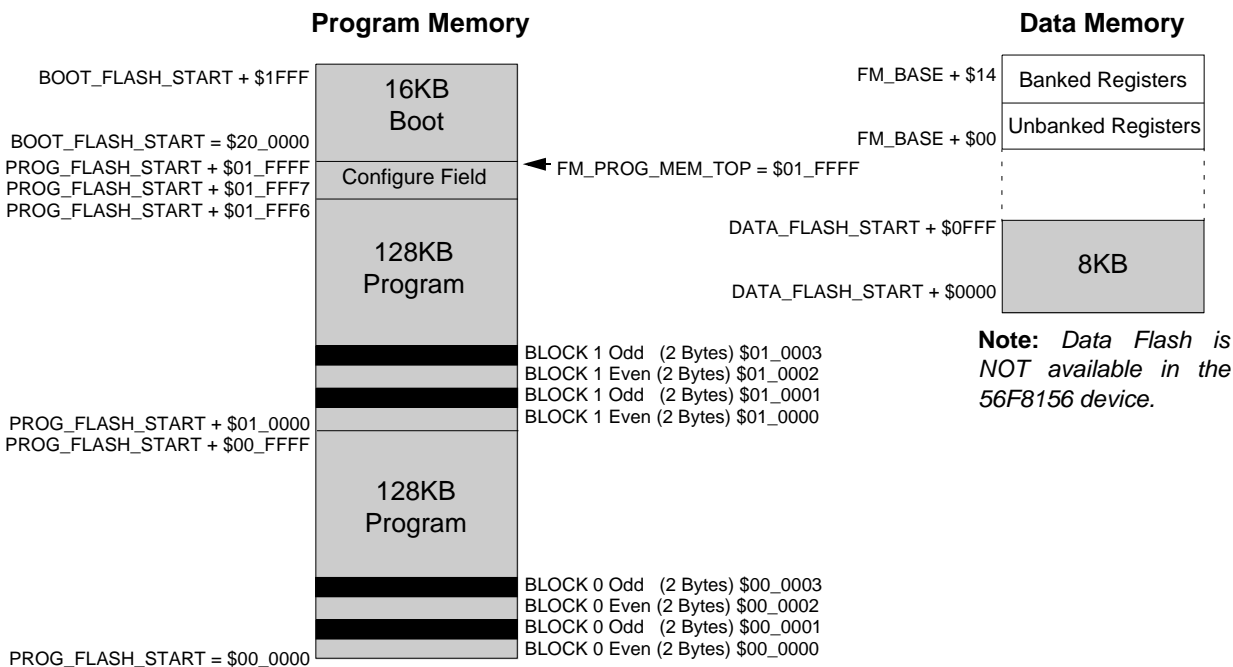 Program Memory
BOOT_FLASH_START + $1FFF
16KB
Boot
BOOT_FLASH_START = $20_0000
PROG_FLASH_START + $01_FFFF
FM_PROG_MEM_TOP = $01_FFFF
Configure Field
PROG_FLASH_START + $01_FFF7
PROG_FLASH_START + $01_FFF6
128KB
Program
BLOCK 1 Odd (2 Bytes) $01_0003
BLOCK 1 Even (2 Bytes) $01_0002
BLOCK 1 Odd (2 Bytes) $01_0001
BLOCK 1 Even (2 Bytes) $01_0000
PROG_FLASH_START + $01_0000
PROG_FLASH_START + $00_FFFF
128KB
Program
BLOCK 0 Odd (2 Bytes) $00_0003
BLOCK 0 Even (2 Bytes) $00_0002
BLOCK 0 Odd (2 Bytes) $00_0001
BLOCK 0 Even (2 Bytes) $00_0000
PROG_FLASH_START = $00_0000
Data Memory
FM_BASE + $14
Banked Registers
Unbanked Registers
FM_BASE + $00
DATA_FLASH_START + $0FFF
8KB
DATA_FLASH_START + $0000
Note: Data Flash is
NOT available in the
56F8156 device.